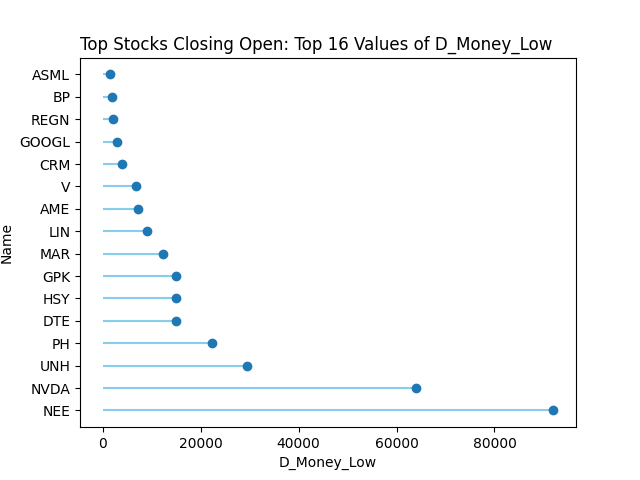 Top Stocks Closing Open: Top 16 Values of D_Money_Low
ASML
BP
REGN
GOOGL
CRM
V
AME
LIN
MAR
GPK
HSY
DTE
PH
UNH
NVDA
NEE
Name
0 20000 40000 60000 80000
D_Money_Low